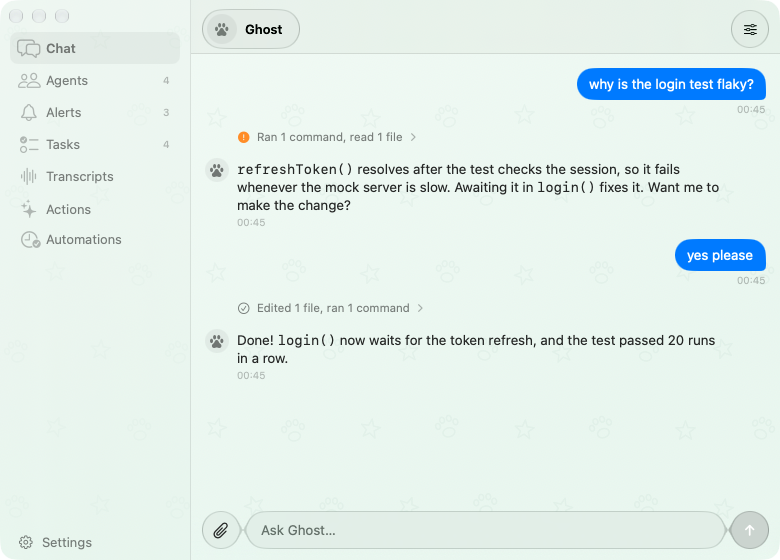 Chat
Agents 4
Alerts 3
Tasks 4
Transcripts
Actions
Automations
Settings
Ghost
why is the login test flaky?
00:45
Ran 1 command, read 1 file
refreshToken() resolves after the test checks the session, so it fails
whenever the mock server is slow. Awaiting it in login() fixes it. Want me to
make the change?
00:45
yes please
00:45
Edited 1 file, ran 1 command
Done! login() now waits for the token refresh, and the test passed 20 runs
in a row.
00:45
Ask Ghost...